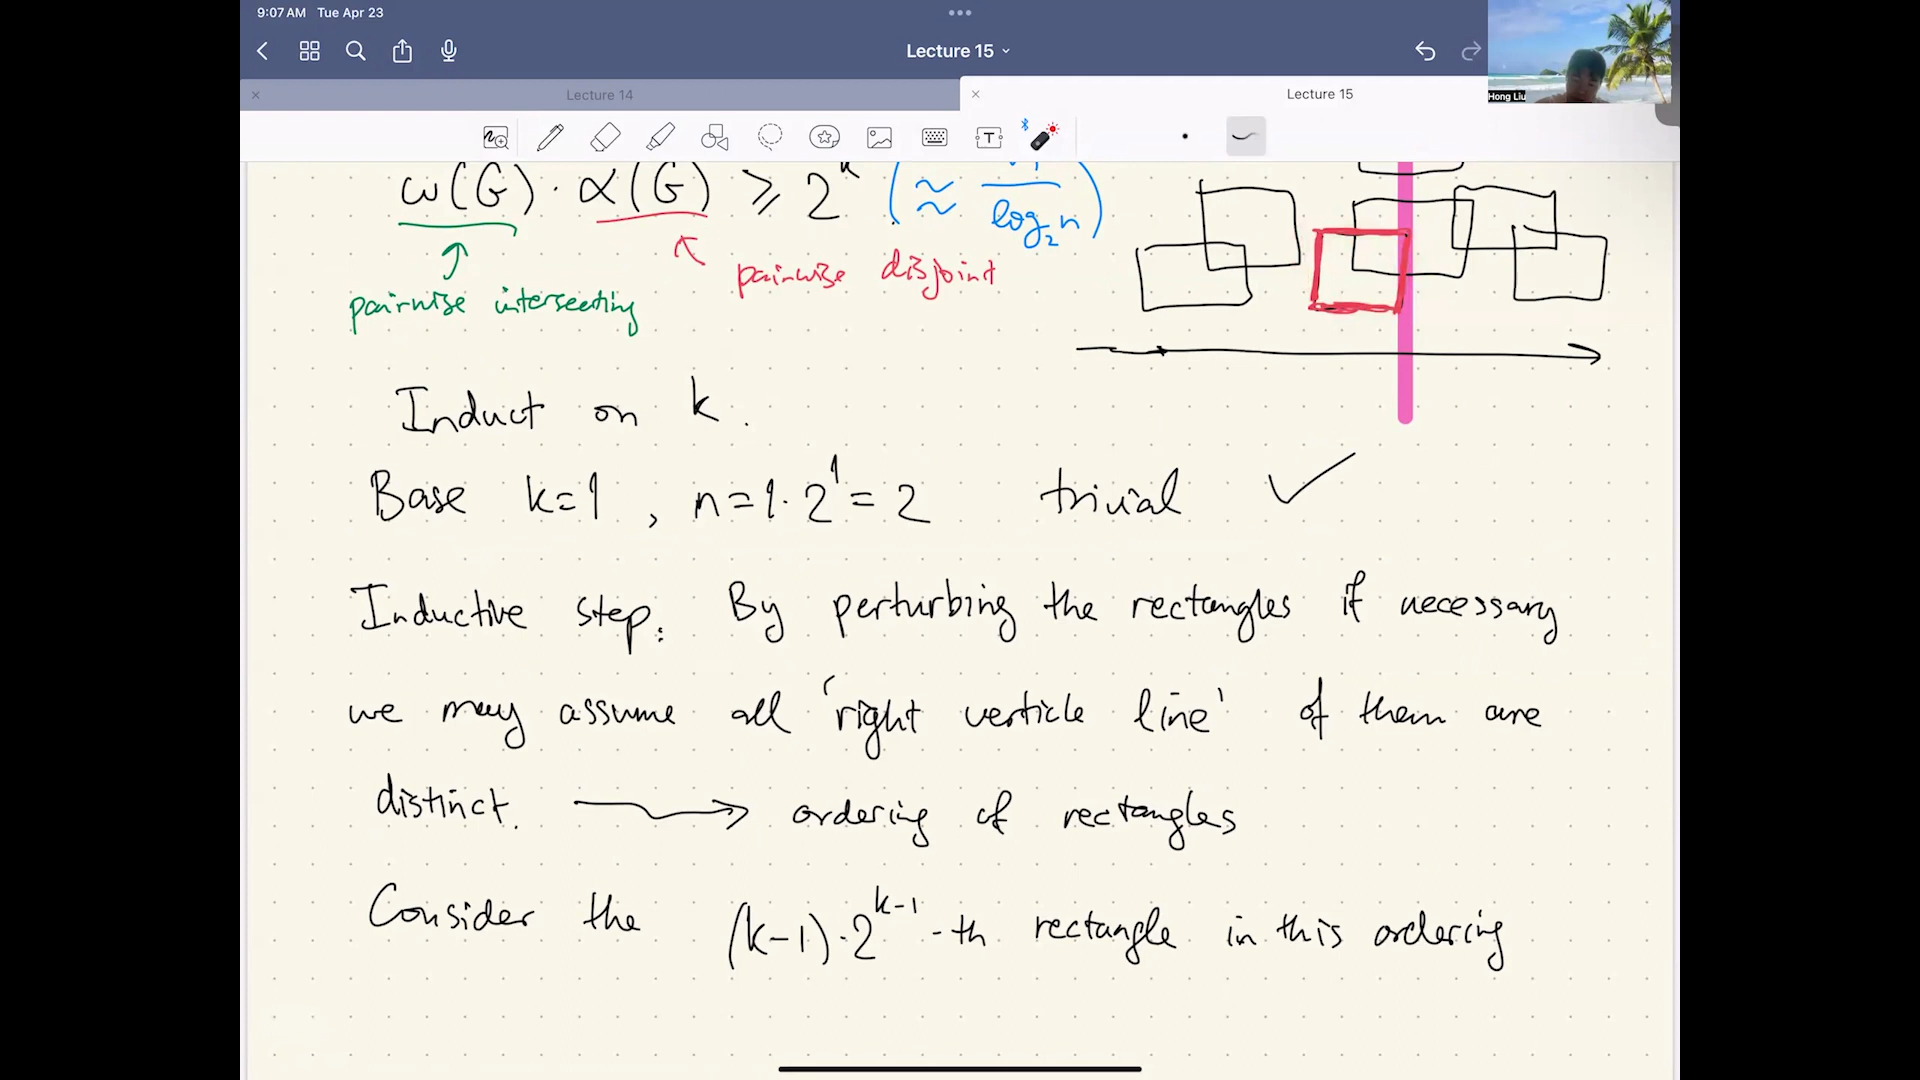 9:07 AM Tue Apr 23
Lecture 15
Hong Liu
Lecture 14
Lecture 15
ω(G) · α(G) ⩾ 2^k (≈ / log₂n)
pairwise intersecting
pairwise disjoint
Induct on k.
Base k=1, n=1·2^1=2 trivial ✓
Inductive step: By perturbing the rectangles if necessary
we may assume all 'right verticle line' of them are
distinct. ⟶ ordering of rectangles
Consider the (k-1)·2^{k-1}-th rectangle in this ordering